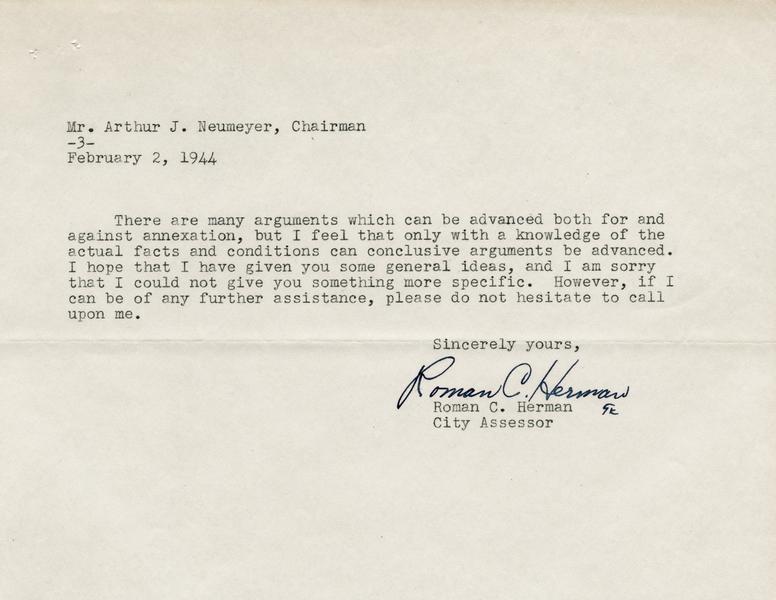 Mr. Arthur J. Neumeyer, Chairman
-3-
February 2, 1944
There are many arguments which can be advanced both for and
against annexation, but I feel that only with a knowledge of the
actual facts and conditions can conclusive arguments be advanced.
I hope that I have given you some general ideas, and I am sorry
that I could not give you something more specific.  However, if I
can be of any further assistance, please do not hesitate to call
upon me.
Sincerely yours,
Roman C. Herman
Roman C. Herman
City Assessor